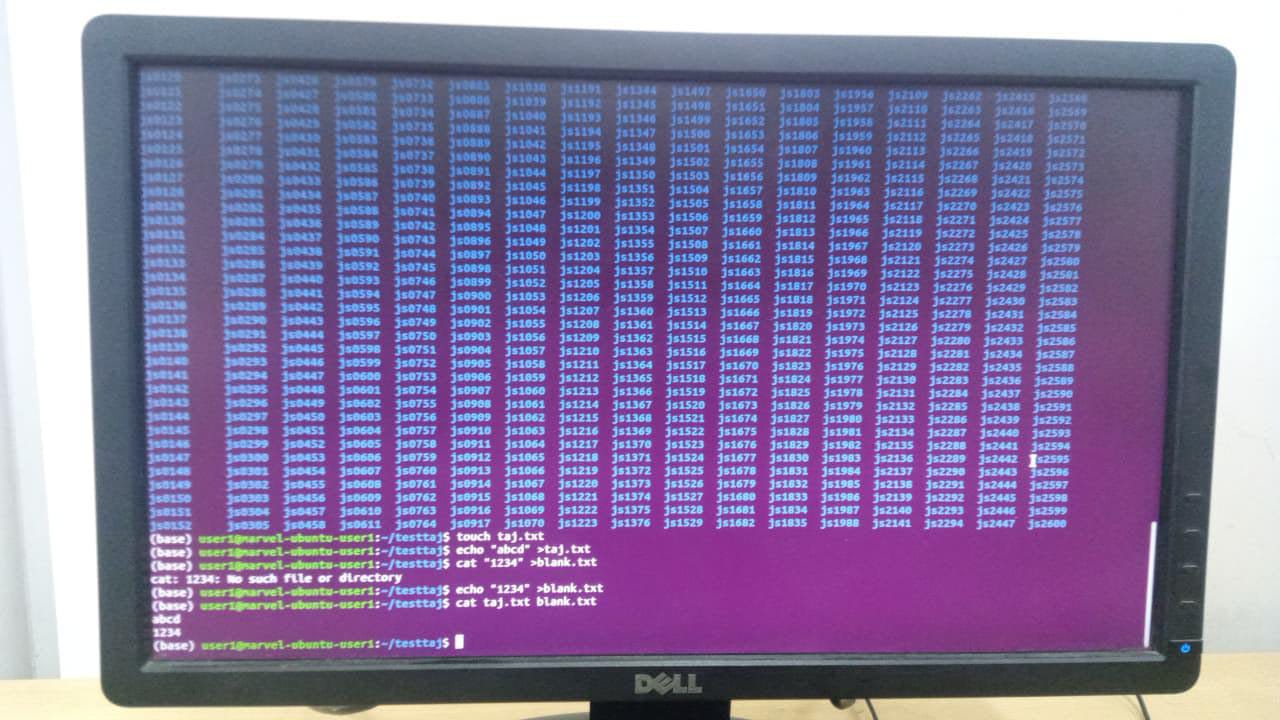 js0120 js0273 js0426 js0579 js0732 js0885 js1038 js1191 js1344 js1497 js1650 js1803 js1956 js2109 js2262 js2415 js2568
js0121 js0274 js0427 js0580 js0733 js0886 js1039 js1192 js1345 js1498 js1651 js1804 js1957 js2110 js2263 js2416 js2569
js0122 js0275 js0428 js0581 js0734 js0887 js1040 js1193 js1346 js1499 js1652 js1805 js1958 js2111 js2264 js2417 js2570
js0123 js0276 js0429 js0582 js0735 js0888 js1041 js1194 js1347 js1500 js1653 js1806 js1959 js2112 js2265 js2418 js2571
js0124 js0277 js0430 js0583 js0736 js0889 js1042 js1195 js1348 js1501 js1654 js1807 js1960 js2113 js2266 js2419 js2572
js0125 js0278 js0431 js0584 js0737 js0890 js1043 js1196 js1349 js1502 js1655 js1808 js1961 js2114 js2267 js2420 js2573
js0126 js0279 js0432 js0585 js0738 js0891 js1044 js1197 js1350 js1503 js1656 js1809 js1962 js2115 js2268 js2421 js2574
js0127 js0280 js0433 js0586 js0739 js0892 js1045 js1198 js1351 js1504 js1657 js1810 js1963 js2116 js2269 js2422 js2575
js0128 js0281 js0434 js0587 js0740 js0893 js1046 js1199 js1352 js1505 js1658 js1811 js1964 js2117 js2270 js2423 js2576
js0129 js0282 js0435 js0588 js0741 js0894 js1047 js1200 js1353 js1506 js1659 js1812 js1965 js2118 js2271 js2424 js2577
js0130 js0283 js0436 js0589 js0742 js0895 js1048 js1201 js1354 js1507 js1660 js1813 js1966 js2119 js2272 js2425 js2578
js0131 js0284 js0437 js0590 js0743 js0896 js1049 js1202 js1355 js1508 js1661 js1814 js1967 js2120 js2273 js2426 js2579
js0132 js0285 js0438 js0591 js0744 js0897 js1050 js1203 js1356 js1509 js1662 js1815 js1968 js2121 js2274 js2427 js2580
js0133 js0286 js0439 js0592 js0745 js0898 js1051 js1204 js1357 js1510 js1663 js1816 js1969 js2122 js2275 js2428 js2581
js0134 js0287 js0440 js0593 js0746 js0899 js1052 js1205 js1358 js1511 js1664 js1817 js1970 js2123 js2276 js2429 js2582
js0135 js0288 js0441 js0594 js0747 js0900 js1053 js1206 js1359 js1512 js1665 js1818 js1971 js2124 js2277 js2430 js2583
js0136 js0289 js0442 js0595 js0748 js0901 js1054 js1207 js1360 js1513 js1666 js1819 js1972 js2125 js2278 js2431 js2584
js0137 js0290 js0443 js0596 js0749 js0902 js1055 js1208 js1361 js1514 js1667 js1820 js1973 js2126 js2279 js2432 js2585
js0138 js0291 js0444 js0597 js0750 js0903 js1056 js1209 js1362 js1515 js1668 js1821 js1974 js2127 js2280 js2433 js2586
js0139 js0292 js0445 js0598 js0751 js0904 js1057 js1210 js1363 js1516 js1669 js1822 js1975 js2128 js2281 js2434 js2587
js0140 js0293 js0446 js0599 js0752 js0905 js1058 js1211 js1364 js1517 js1670 js1823 js1976 js2129 js2282 js2435 js2588
js0141 js0294 js0447 js0600 js0753 js0906 js1059 js1212 js1365 js1518 js1671 js1824 js1977 js2130 js2283 js2436 js2589
js0142 js0295 js0448 js0601 js0754 js0907 js1060 js1213 js1366 js1519 js1672 js1825 js1978 js2131 js2284 js2437 js2590
js0143 js0296 js0449 js0602 js0755 js0908 js1061 js1214 js1367 js1520 js1673 js1826 js1979 js2132 js2285 js2438 js2591
js0144 js0297 js0450 js0603 js0756 js0909 js1062 js1215 js1368 js1521 js1674 js1827 js1980 js2133 js2286 js2439 js2592
js0145 js0298 js0451 js0604 js0757 js0910 js1063 js1216 js1369 js1522 js1675 js1828 js1981 js2134 js2287 js2440 js2593
js0146 js0299 js0452 js0605 js0758 js0911 js1064 js1217 js1370 js1523 js1676 js1829 js1982 js2135 js2288 js2441 js2594
js0147 js0300 js0453 js0606 js0759 js0912 js1065 js1218 js1371 js1524 js1677 js1830 js1983 js2136 js2289 js2442 js2595
js0148 js0301 js0454 js0607 js0760 js0913 js1066 js1219 js1372 js1525 js1678 js1831 js1984 js2137 js2290 js2443 js2596
js0149 js0302 js0455 js0608 js0761 js0914 js1067 js1220 js1373 js1526 js1679 js1832 js1985 js2138 js2291 js2444 js2597
js0150 js0303 js0456 js0609 js0762 js0915 js1068 js1221 js1374 js1527 js1680 js1833 js1986 js2139 js2292 js2445 js2598
js0151 js0304 js0457 js0610 js0763 js0916 js1069 js1222 js1375 js1528 js1681 js1834 js1987 js2140 js2293 js2446 js2599
js0152 js0305 js0458 js0611 js0764 js0917 js1070 js1223 js1376 js1529 js1682 js1835 js1988 js2141 js2294 js2447 js2600
(base) user1@marvel-ubuntu-user1:~/testtaj$ touch taj.txt
(base) user1@marvel-ubuntu-user1:~/testtaj$ echo "abcd" >taj.txt
(base) user1@marvel-ubuntu-user1:~/testtaj$ cat "1234" >blank.txt
cat: 1234: No such file or directory
(base) user1@marvel-ubuntu-user1:~/testtaj$ echo "1234" >blank.txt
(base) user1@marvel-ubuntu-user1:~/testtaj$ cat taj.txt blank.txt
abcd
1234
(base) user1@marvel-ubuntu-user1:~/testtaj$
DELL